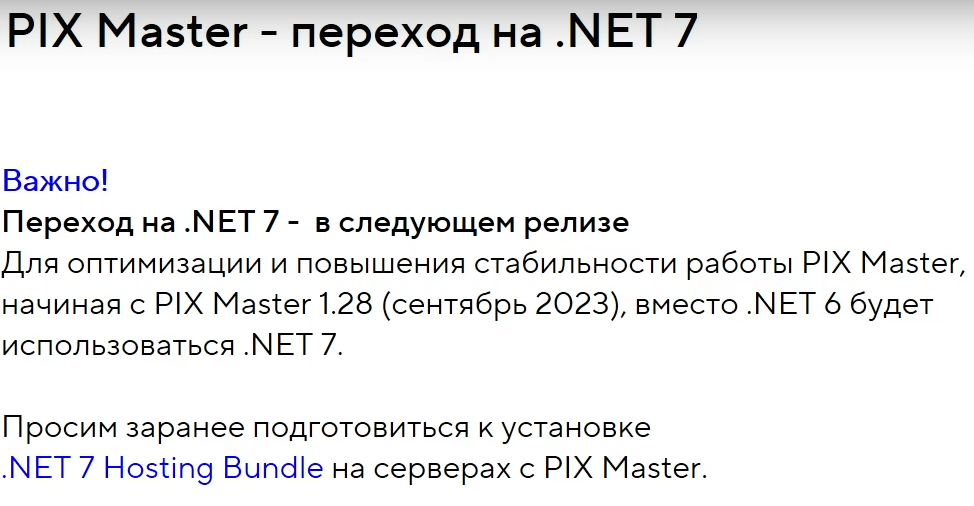 PIX Master - переход на .NET 7
Важно!
Переход на .NET 7 -  в следующем релизе
Для оптимизации и повышения стабильности работы PIX Master,
начиная с PIX Master 1.28 (сентябрь 2023), вместо .NET 6 будет
использоваться .NET 7.
Просим заранее подготовиться к установке
.NET 7 Hosting Bundle на серверах с PIX Master.